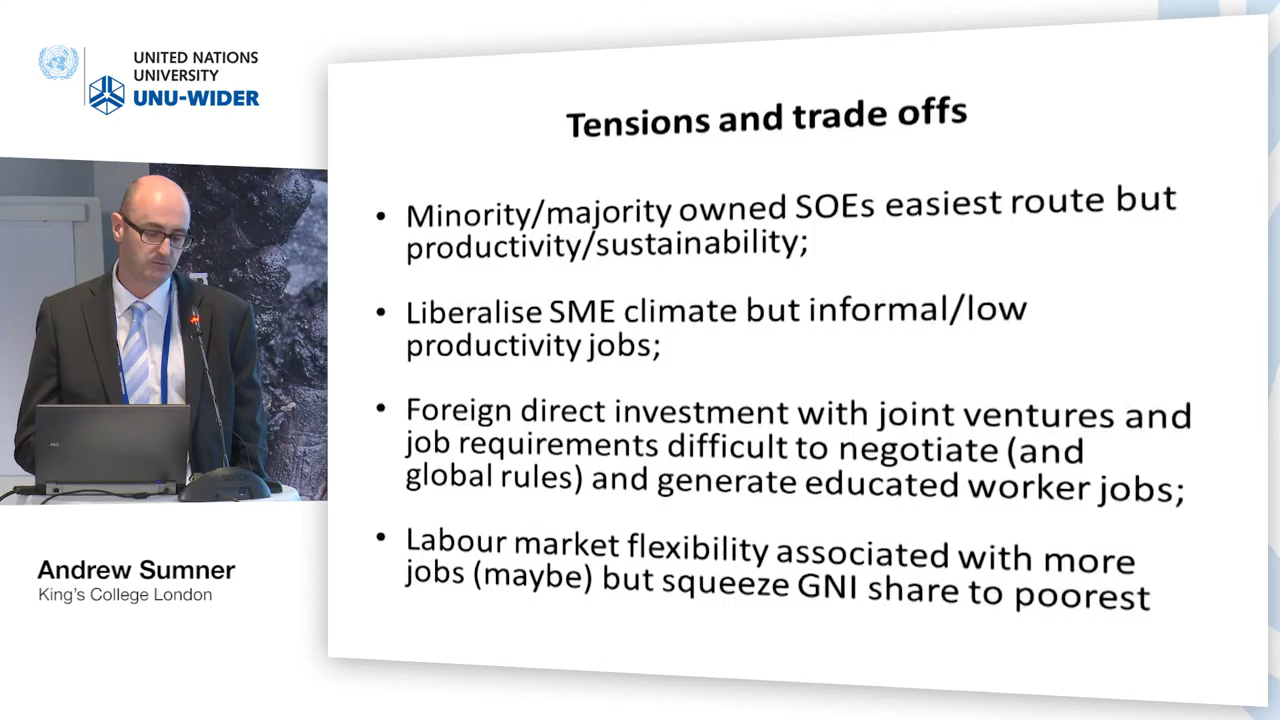 UNITED NATIONS
UNIVERSITY
UNU-WIDER
Tensions and trade offs
• Minority/majority owned SOEs easiest route but
productivity/sustainability;
• Liberalise SME climate but informal/low
productivity jobs;
• Foreign direct investment with joint ventures and
job requirements difficult to negotiate (and
global rules) and generate educated worker jobs;
• Labour market flexibility associated with more
jobs (maybe) but squeeze GNI share to poorest
DELL
BOSCH
Andrew Sumner
King's College London